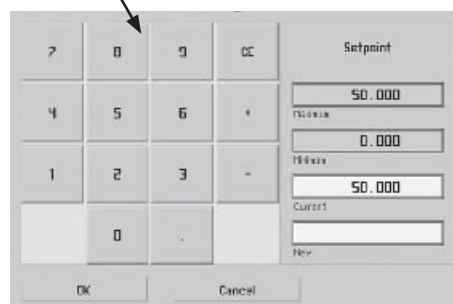 7 8 9 CE Setpoint
50.000
Maximum
4 5 6 +
0.000
Minimum
1 2 3 -
50.000
Current
0 .
New
OK Cancel